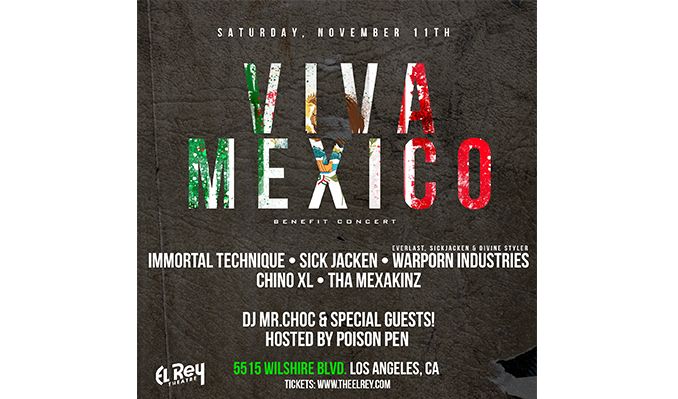 SATURDAY, NOVEMBER 11TH
VIVA
MEXICO
BENEFIT CONCERT
EVERLAST, SICKJACKEN & DIVINE STYLER
IMMORTAL TECHNIQUE • SICK JACKEN • WARPORN INDUSTRIES
CHINO XL • THA MEXAKINZ
DJ MR.CHOC & SPECIAL GUESTS!
HOSTED BY POISON PEN
5515 WILSHIRE BLVD. LOS ANGELES, CA
TICKETS: WWW.THEELREY.COM
EL REY
THEATRE